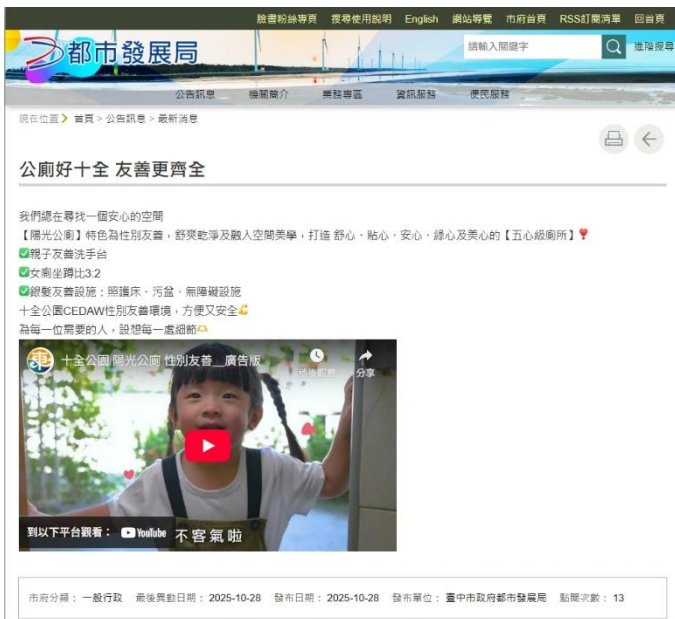 臉書粉絲專頁 搜尋使用說明 English 網站導覽 市府首頁 RSS訂閱清單 回首頁
都市發展局
請輸入關鍵字
進階搜尋
公告訊息 機關簡介 業務專區 資訊服務 便民服務
現在位置 首頁 > 公告訊息 > 最新消息
公廁好十全 友善更齊全
我們總在尋找一個安心的空間
【陽光公廁】特色為性別友善，舒爽乾淨及融入空間美學，打造 舒心、貼心、安心、綠心及美心的【五心級廁所】❣️
✅親子友善洗手台
✅女廁坐蹲比3:2
✅銀髮友善設施：照護床、污盆、無障礙設施
十全公園CEDAW性別友善環境，方便又安全💪
為每一位需要的人，設想每一處細節🫶
十全公園 陽光公廁 性別友善__廣告版
稍後觀看 分享
到以下平台觀看： YouTube
不客氣啦
市府分類： 一般行政 最後異動日期： 2025-10-28 發布日期： 2025-10-28 發布單位： 臺中市政府都市發展局 點閱次數： 13